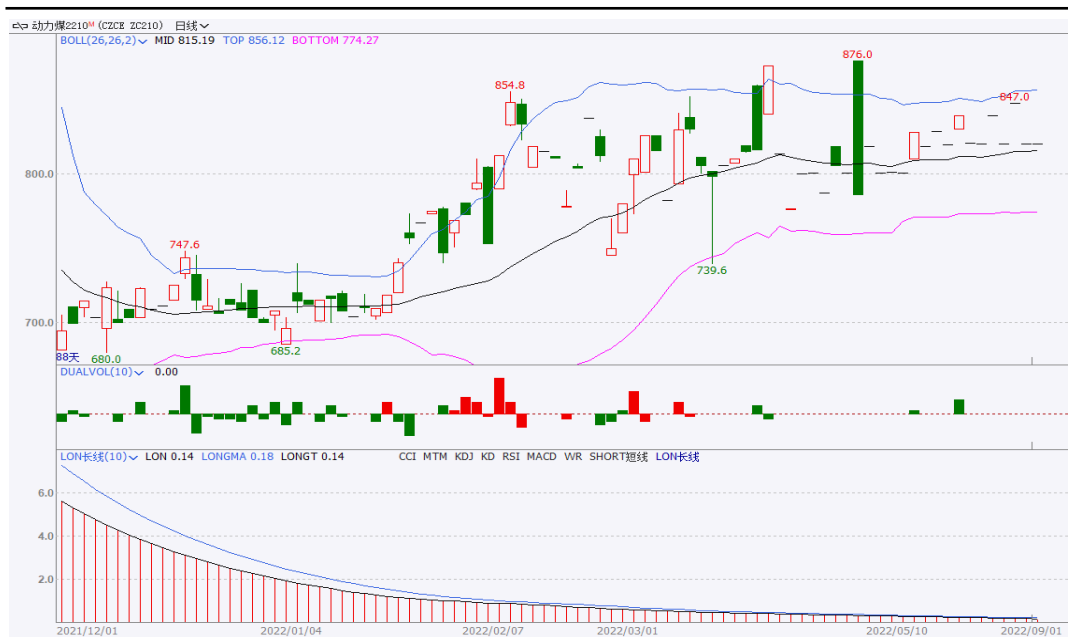 动力煤2210M (CZCE ZC210) 日线
BOLL(26,26,2) MID 815.19 TOP 856.12 BOTTOM 774.27
876.0
854.8
847.0
800.0
747.6
739.6
700.0
685.2
88天
680.0
DUALVOL(10) 0.00
LON长线(10) LON 0.14 LONGMA 0.18 LONGT 0.14 CCI MTM KDJ KD RSI MACD WR SHORT短线 LON长线
6.0
4.0
2.0
2021/12/01 2022/01/04 2022/02/07 2022/03/01 2022/05/10 2022/09/01